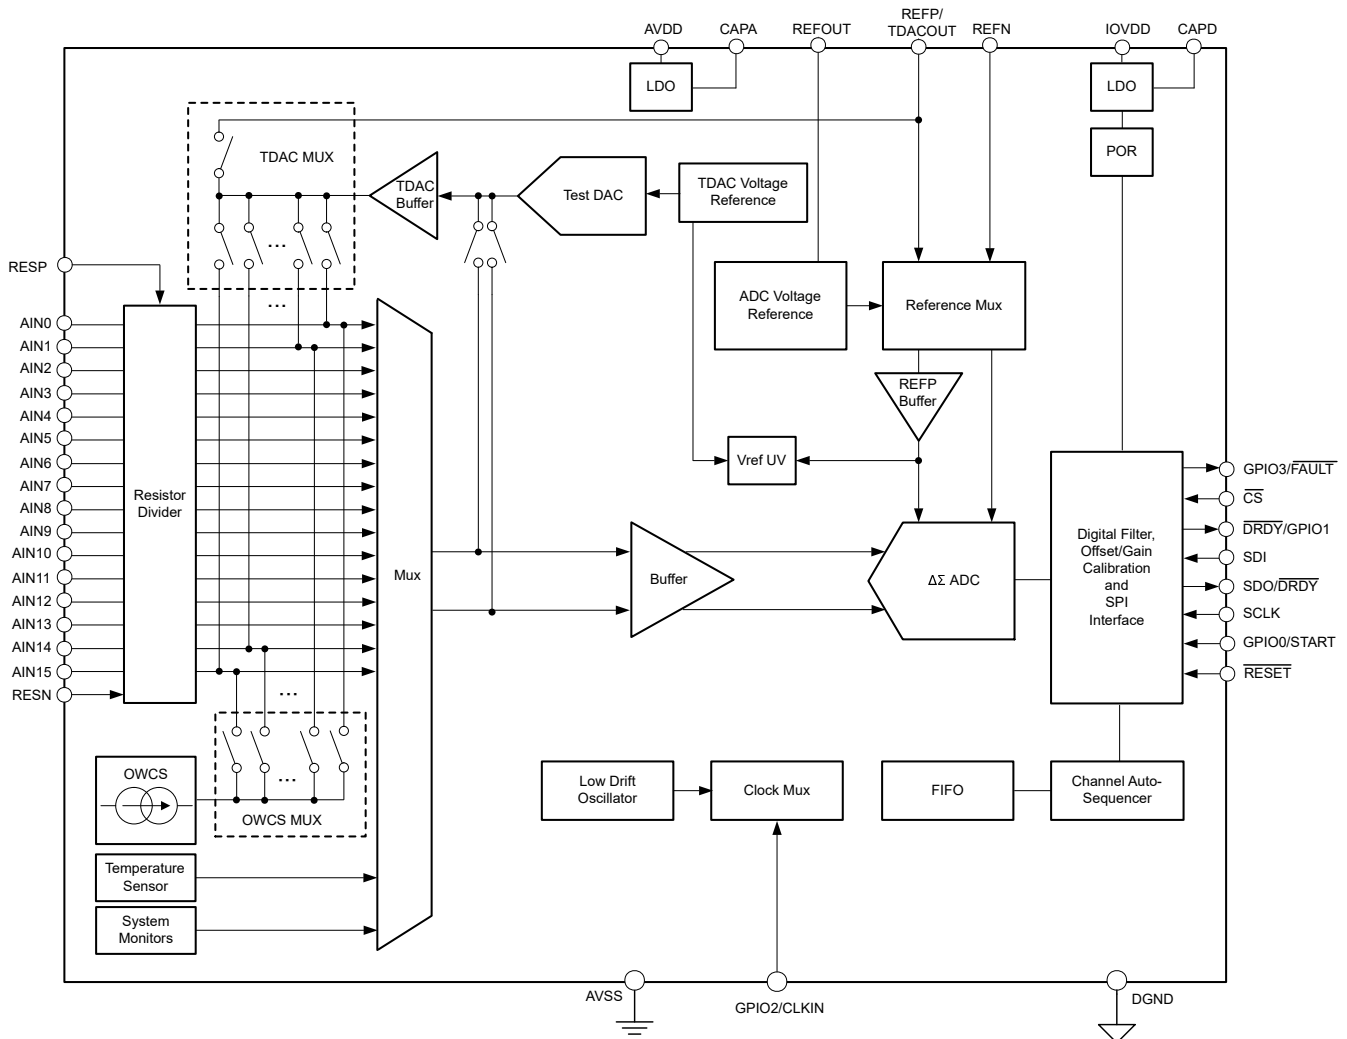 REFP/
AVDD CAPA REFOUT TDACOUT REFN IOVDD CAPD
LDO
LDO
POR
TDAC MUX
TDAC
Buffer
Test DAC
TDAC Voltage
Reference
...
RESP
...
ADC Voltage
Reference
Reference Mux
AIN0
AIN1
AIN2
AIN3
AIN4
AIN5
AIN6
AIN7
AIN8
AIN9
AIN10
AIN11
AIN12
AIN13
AIN14
AIN15
RESN
Resistor
Divider
Mux
REFP
Buffer
Vref UV
Buffer
ΔΣ ADC
Digital Filter,
Offset/Gain
Calibration
and
SPI
Interface
GPIO3/FAULT
CS
DRDY/GPIO1
SDI
SDO/DRDY
SCLK
GPIO0/START
RESET
...
OWCS
...
OWCS MUX
Temperature
Sensor
System
Monitors
Low Drift
Oscillator
Clock Mux
FIFO
Channel Auto-
Sequencer
AVSS
GPIO2/CLKIN
DGND